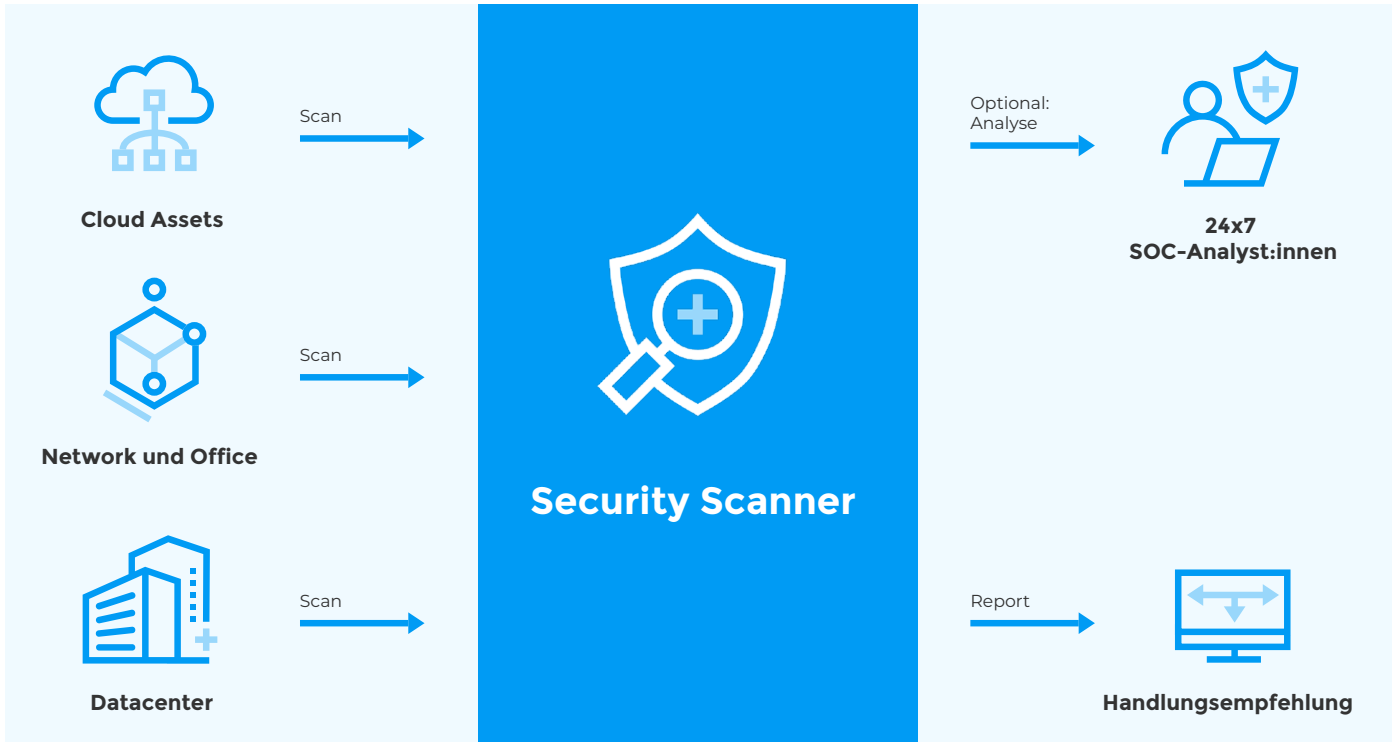 Scan
Cloud Assets
Scan
Network und Office
Scan
Datacenter
Security Scanner
Optional:
Analyse
24x7
SOC-Analyst:innen
Report
Handlungsempfehlung